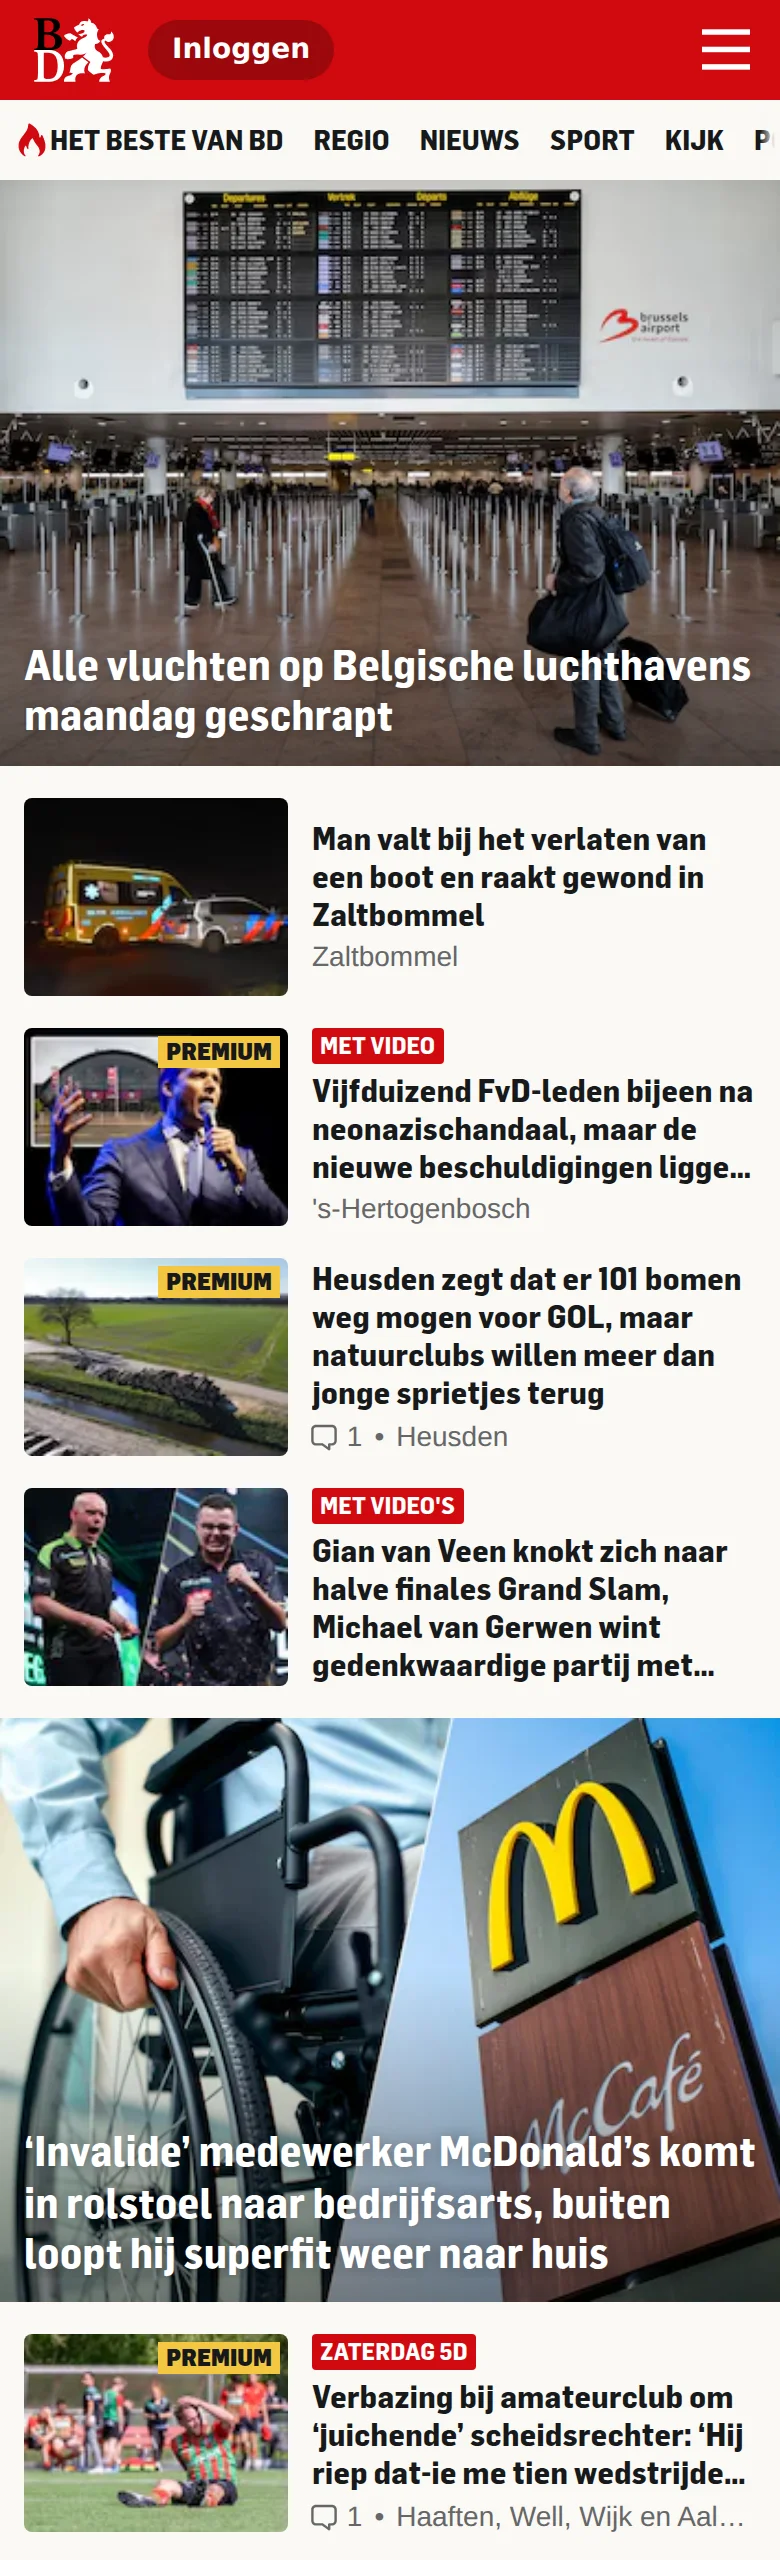 BD
Inloggen
HET BESTE VAN BD REGIO NIEUWS SPORT KIJK
Departures Vertrek Départs Abflüge
brussels
airport
Alle vluchten op Belgische luchthavens
maandag geschrapt
Man valt bij het verlaten van
een boot en raakt gewond in
Zaltbommel
Zaltbommel
PREMIUM
MET VIDEO
Vijfduizend FvD-leden bijeen na
neonazischandaal, maar de
nieuwe beschuldigingen ligge...
's-Hertogenbosch
PREMIUM
Heusden zegt dat er 101 bomen
weg mogen voor GOL, maar
natuurclubs willen meer dan
jonge sprietjes terug
1 • Heusden
MET VIDEO'S
Gian van Veen knokt zich naar
halve finales Grand Slam,
Michael van Gerwen wint
gedenkwaardige partij met...
McCafé
‘Invalide’ medewerker McDonald’s komt
in rolstoel naar bedrijfsarts, buiten
loopt hij superfit weer naar huis
PREMIUM
ZATERDAG 5D
Verbazing bij amateurclub om
‘juichende’ scheidsrechter: ‘Hij
riep dat-ie me tien wedstrijde...
1 • Haaften, Well, Wijk en Aal...